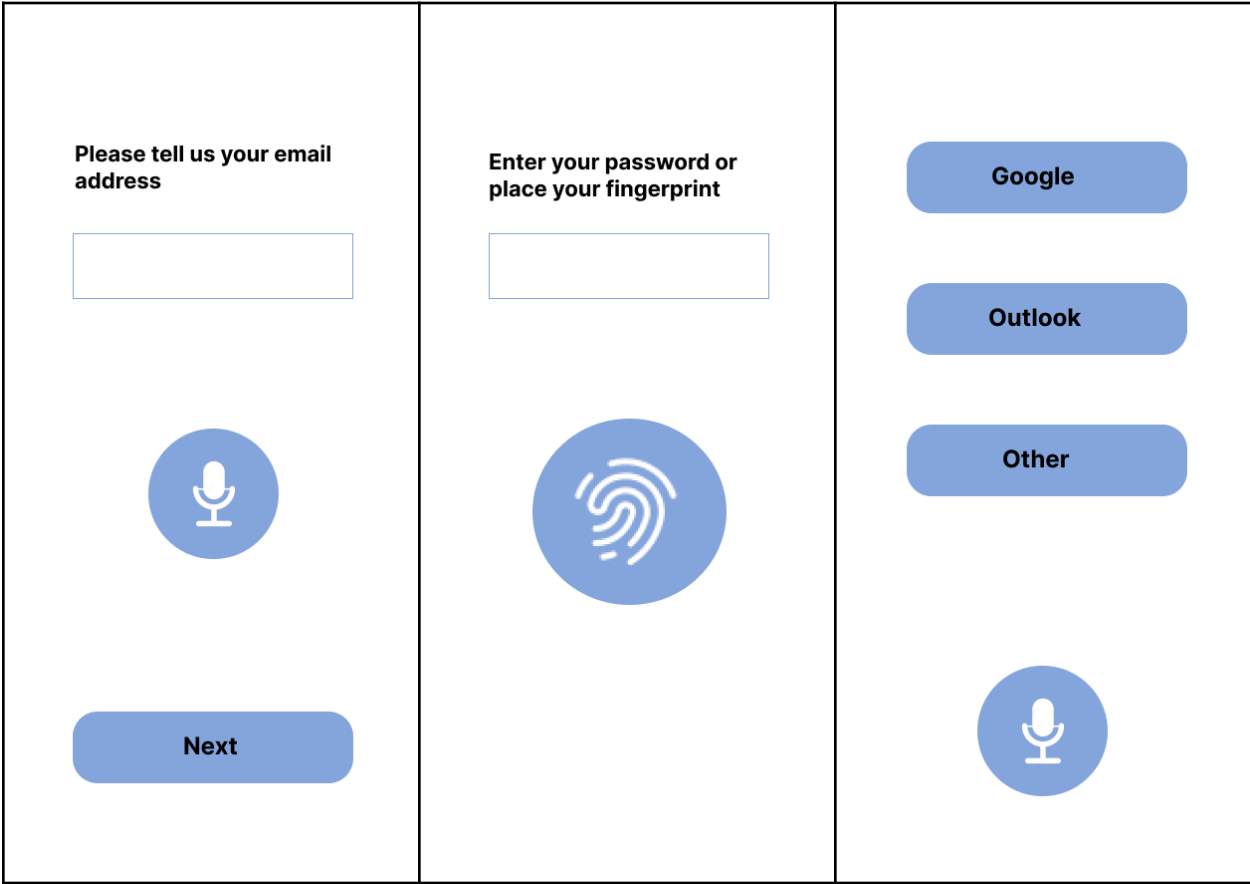 Please tell us your email
address
Next
Enter your password or
place your fingerprint
Google
Outlook
Other